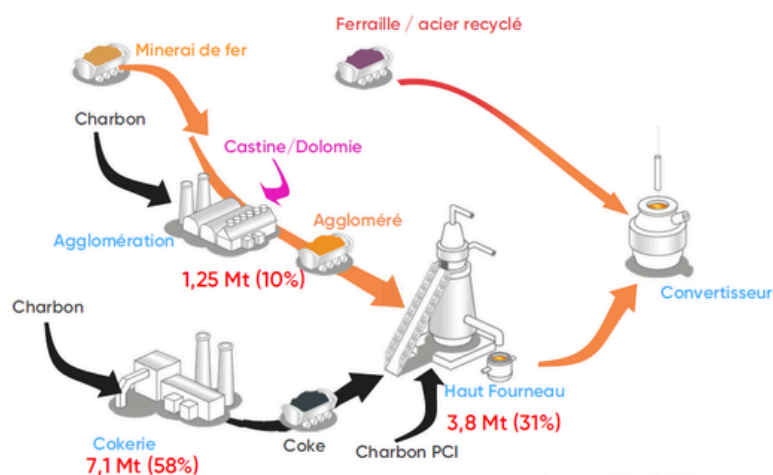 Ferraille / acier recyclé
Minerai de fer
Charbon
Castine/Dolomie
Aggloméré
Agglomération
1,25 Mt (10%)
Convertisseur
Charbon
Haut Fourneau
3,8 Mt (31%)
Cokerie
Coke
Charbon PCI
7,1 Mt (58%)